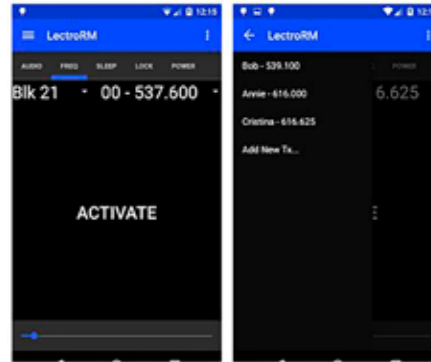 12:15
LectroRM
AUDIO FREQ SLEEP LOCK POWER
Blk 21 00 - 537.600
ACTIVATE
12:15
LectroRM
Bob - 539.100
POWER
Annie - 616.000
6.625
Cristina - 616.625
Add New Tx...